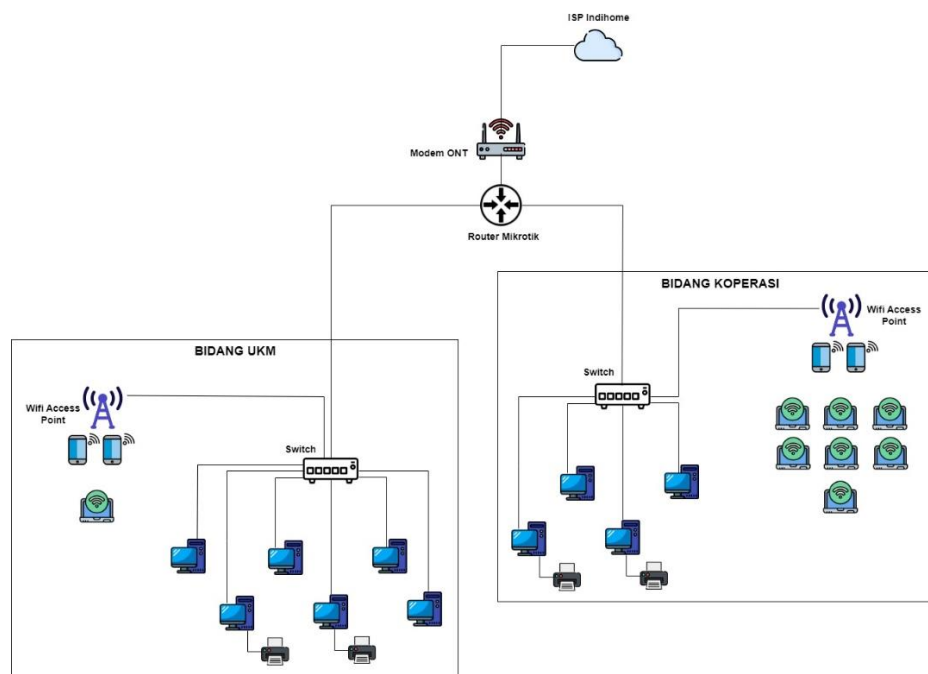 ISP Indihome
Modem ONT
Router Mikrotik
BIDANG KOPERASI
Wifi Access
Point
Switch
BIDANG UKM
Wifi Access
Point
Switch